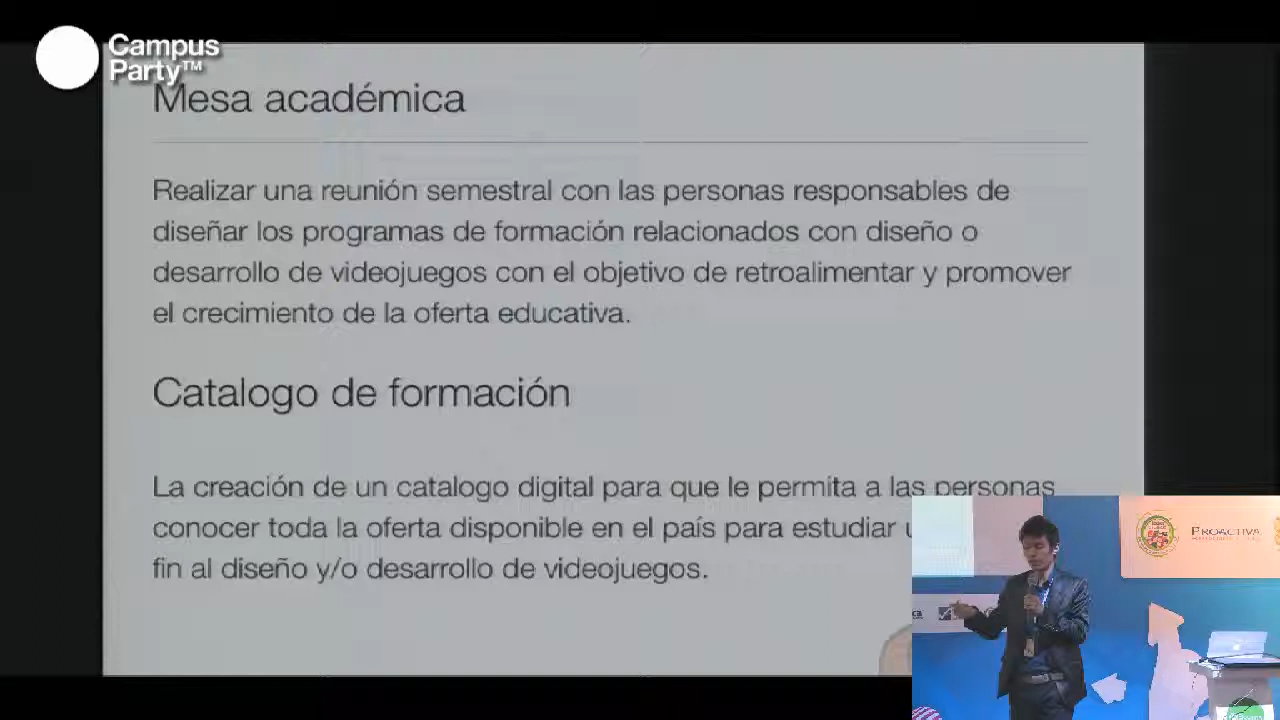 Campus
Party™
Mesa académica
Realizar una reunión semestral con las personas responsables de
diseñar los programas de formación relacionados con diseño o
desarrollo de videojuegos con el objetivo de retroalimentar y promover
el crecimiento de la oferta educativa.
Catalogo de formación
La creación de un catalogo digital para que le permita a las personas
conocer toda la oferta disponible en el país para estudiar
fin al diseño y/o desarrollo de videojuegos.
PROACTIVA